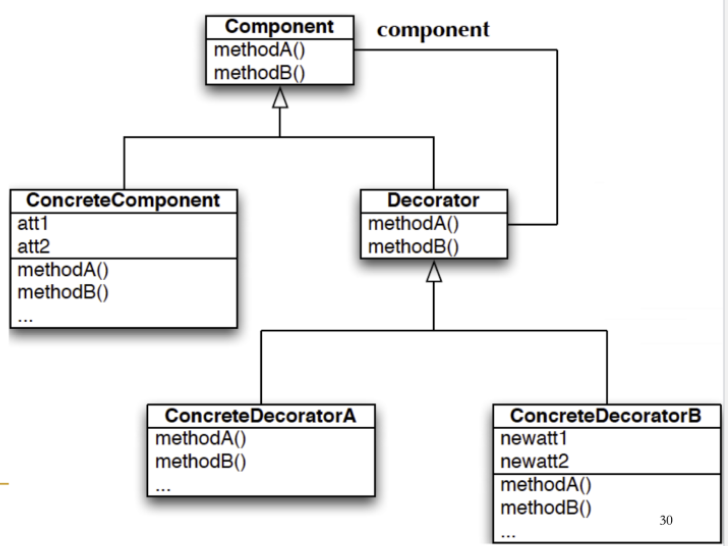 Component
component
methodA()
methodB()
ConcreteComponent
att1
att2
methodA()
methodB()
...
Decorator
methodA()
methodB()
ConcreteDecoratorA
methodA()
methodB()
...
ConcreteDecoratorB
newatt1
newatt2
methodA()
methodB()
...
30